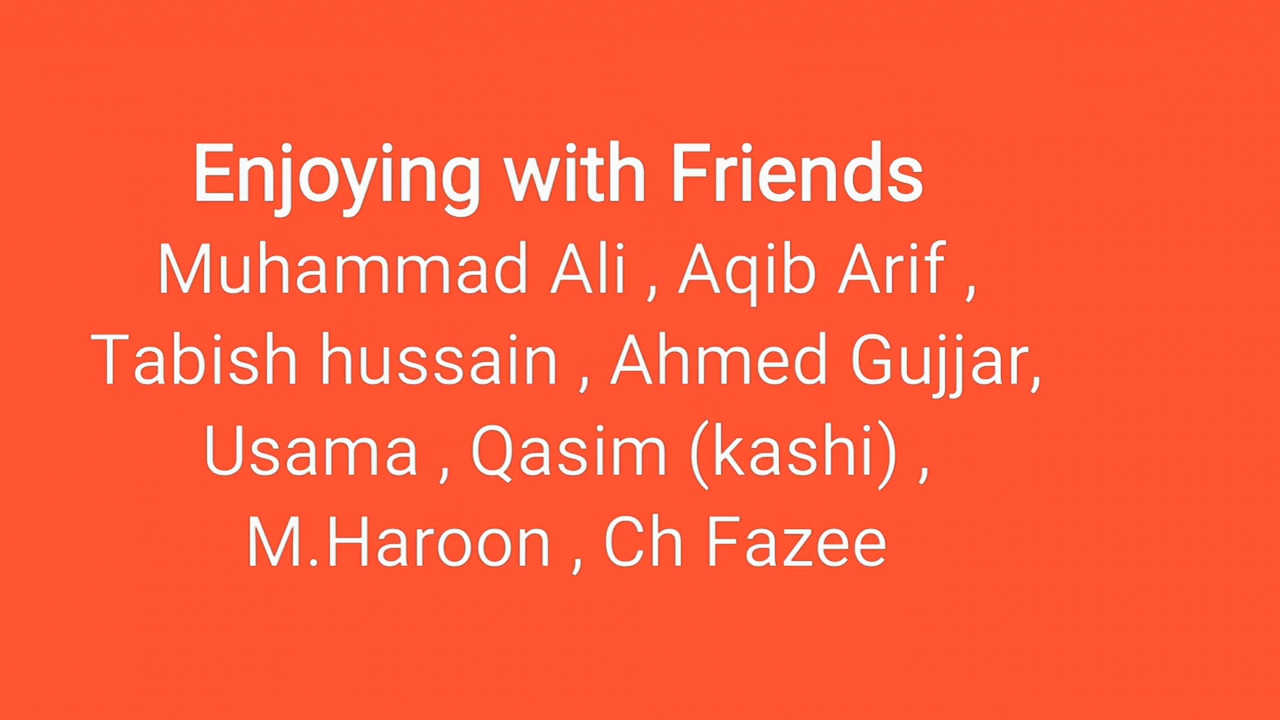 Enjoying with Friends
Muhammad Ali , Aqib Arif ,
Tabish hussain , Ahmed Gujjar,
Usama , Qasim (kashi) ,
M.Haroon , Ch Fazee